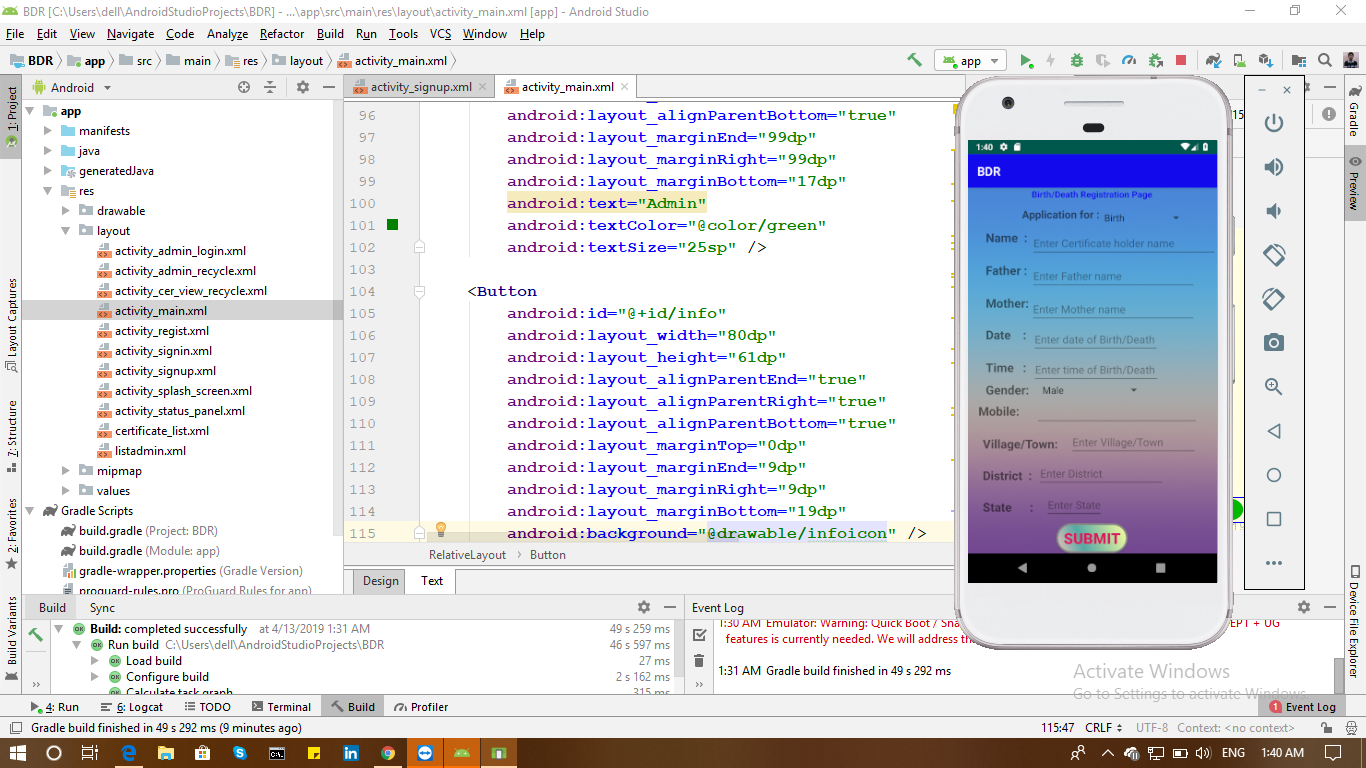 BDR [C:\Users\dell\AndroidStudioProjects\BDR] - ...\app\src\main\res\layout\activity_main.xml [app] - Android Studio
File Edit View Navigate Code Analyze Refactor Build Run Tools VCS Window Help
BDR app src main res layout activity_main.xml
app
1: Project
Layout Captures
7: Structure
2: Favorites
Build Variants
Android
app
manifests
java
generatedJava
res
drawable
layout
activity_admin_login.xml
activity_admin_recycle.xml
activity_cer_view_recycle.xml
activity_main.xml
activity_regist.xml
activity_signin.xml
activity_signup.xml
activity_splash_screen.xml
activity_status_panel.xml
certificate_list.xml
listadmin.xml
mipmap
values
Gradle Scripts
build.gradle (Project: BDR)
build.gradle (Module: app)
gradle-wrapper.properties (Gradle Version)
proguard-rules.pro (ProGuard Rules for app)
activity_signup.xml activity_main.xml
96 android:layout_alignParentBottom="true"
97 android:layout_marginEnd="99dp"
98 android:layout_marginRight="99dp"
99 android:layout_marginBottom="17dp"
100 android:text="Admin"
101 android:textColor="@color/green"
102 android:textSize="25sp" />
103
104 <Button
105 android:id="@+id/info"
106 android:layout_width="80dp"
107 android:layout_height="61dp"
108 android:layout_alignParentEnd="true"
109 android:layout_alignParentRight="true"
110 android:layout_alignParentBottom="true"
111 android:layout_marginTop="0dp"
112 android:layout_marginEnd="9dp"
113 android:layout_marginRight="9dp"
114 android:layout_marginBottom="19dp"
115 android:background="@drawable/infoicon" />
RelativeLayout Button
Design Text
1:40
BDR
Birth/Death Registration Page
Application for : Birth
Name : Enter Certificate holder name
Father : Enter Father name
Mother: Enter Mother name
Date : Enter date of Birth/Death
Time : Enter time of Birth/Death
Gender: Male
Mobile:
Village/Town: Enter Village/Town
District : Enter District
State : Enter State
SUBMIT
Gradle
Preview
Device File Explorer
Build Sync
Build: completed successfully at 4/13/2019 1:31 AM 49 s 259 ms
Run build C:\Users\dell\AndroidStudioProjects\BDR 46 s 597 ms
Load build 27 ms
Configure build 2 s 162 ms
Calculate task graph 315 ms
Event Log
1:30 AM Emulator: Warning: Quick Boot / Sna EPT + UG
features is currently needed. We will address th
1:31 AM Gradle build finished in 49 s 292 ms
Activate Windows
Go to Settings to activate Windows.
4: Run 6: Logcat TODO Terminal Build Profiler 1 Event Log
Gradle build finished in 49 s 292 ms (9 minutes ago) 115:47 CRLF UTF-8 Context: <no context>
ENG 1:40 AM